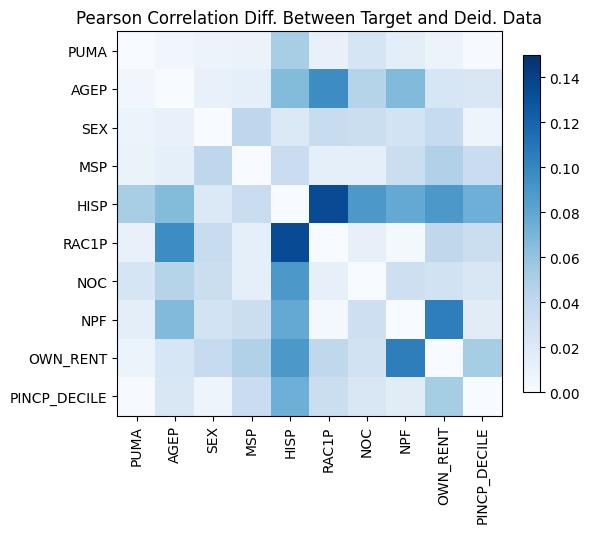 Pearson Correlation Diff. Between Target and Deid. Data
PUMA
AGEP
SEX
MSP
HISP
RAC1P
NOC
NPF
OWN_RENT
PINCP_DECILE
PUMA
AGEP
SEX
MSP
HISP
RAC1P
NOC
NPF
OWN_RENT
PINCP_DECILE
0.14
0.12
0.10
0.08
0.06
0.04
0.02
0.00